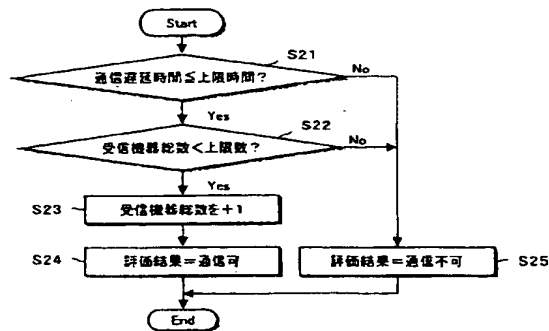 Start
S21
通信遅延時間≦上限時間?
No
Yes
S22
受信機器総数<上限数?
No
Yes
S23
受信機器総数を+1
S24
評価結果=通信可
評価結果=通信不可
S25
End